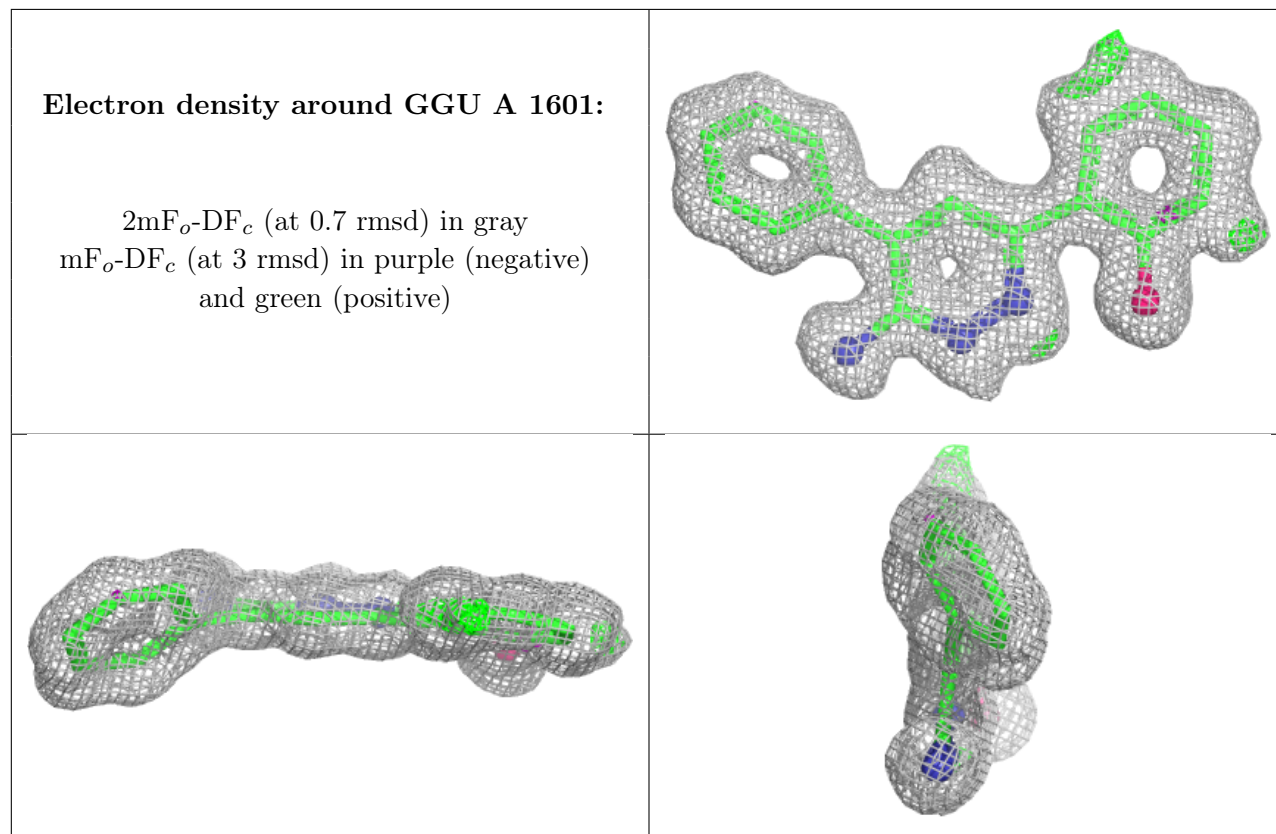 Electron density around GGU A 1601:
2mFₒ-DF𝒸 (at 0.7 rmsd) in gray
mFₒ-DF𝒸 (at 3 rmsd) in purple (negative)
and green (positive)